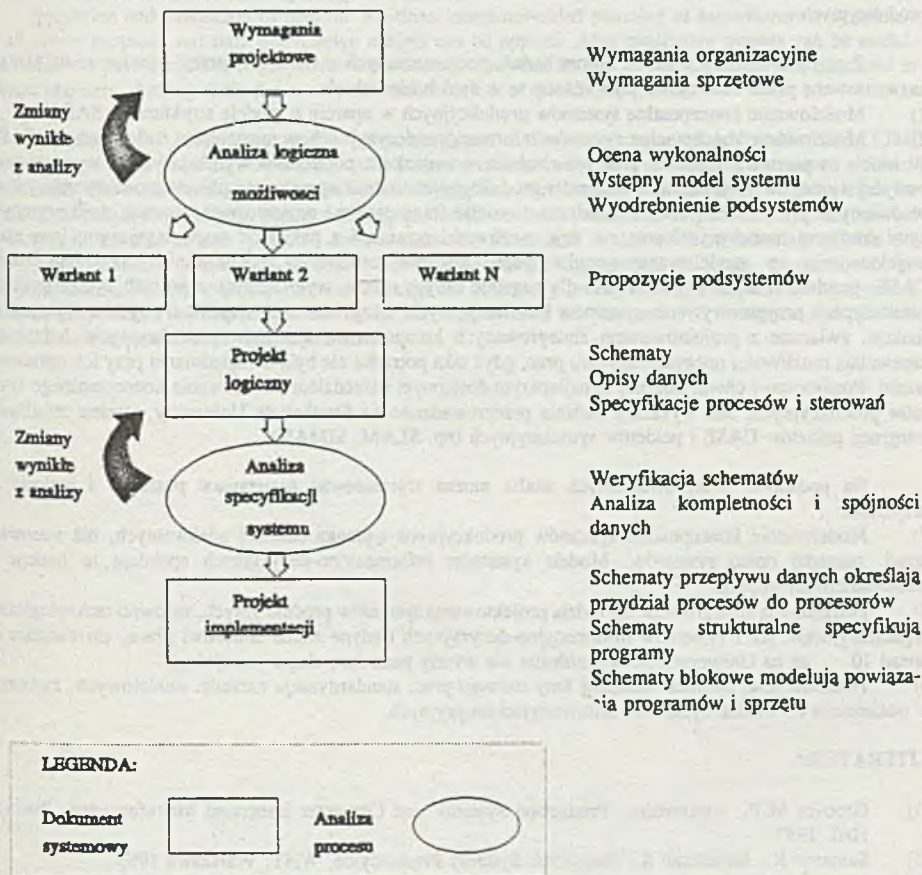 Wymagania
projektowe
Wymagania organizacyjne
Wymagania sprzętowe
Zmiany
wynikłe
z analizy
Analiza logiczna
możliwości
Ocena wykonalności
Wstępny model systemu
Wyodrębnienie podsystemów
Wariant 1
Wariant 2
Wariant N
Propozycje podsystemów
Projekt
logiczny
Schematy
Opisy danych
Specyfikacje procesów i sterowań
Zmiany
wynikłe
z analizy
Analiza
specyfikacji
systemu
Weryfikacja schematów
Analiza kompletności i spójności
danych
Projekt
implementacji
Schematy przepływu danych określają
przydział procesów do procesorów
Schematy strukturalne specyfikują
programy
Schematy blokowe modelują powiąza-
nia programów i sprzętu
LEGENDA:
Dokument
systemowy
Analiza
procesu